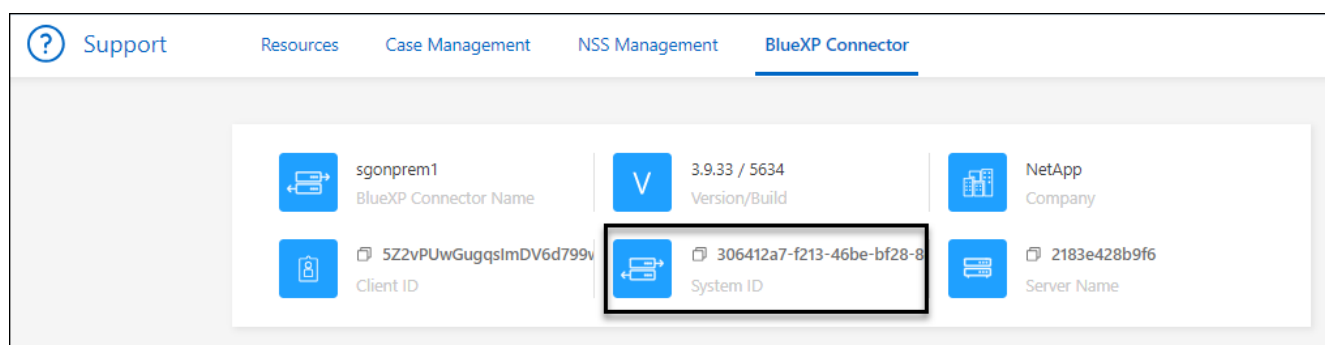 ? Support Resources Case Management NSS Management BlueXP Connector
sgonprem1
BlueXP Connector Name
V
3.9.33 / 5634
Version/Build
NetApp
Company
5Z2vPUwGugqsImDV6d799v
Client ID
306412a7-f213-46be-bf28-8
System ID
2183e428b9f6
Server Name